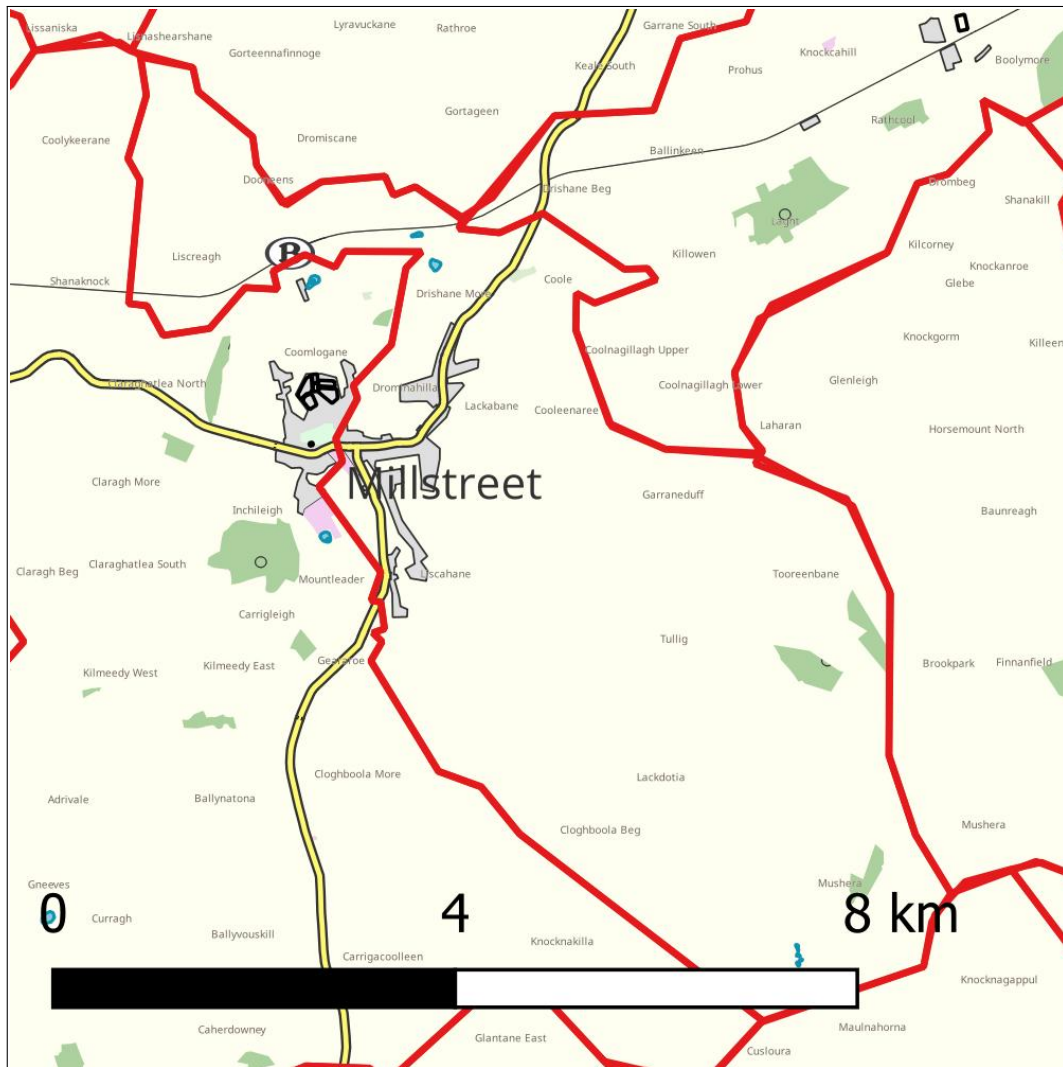 Lissaniska
Lyravuckane
Rathroe
Garrane South
Lisnashearshane
Gorteennafinnoge
Knockcahill
Keale South
Prohus
Boolymore
Gortageen
Rathcool
Coolykeerane
Dromiscane
Ballinkeen
Dooneens
Drishane Beg
Drombeg
Shanakill
Laght
Kilcorney
B
Liscreagh
Killowen
Knockanroe
Shanaknock
Coole
Glebe
Drishane More
Knockgorm
Killeen
Coomlogane
Coolnagillagh Upper
Claraghatlea North
Drominahilla
Coolnagillagh Lower
Glenleigh
Lackabane
Cooleenaree
Laharan
Horsemount North
Claragh More
Millstreet
Garraneduff
Inchileigh
Baunreagh
Claraghatlea South
Claragh Beg
Mountleader
Liscahane
Tooreenbane
Carrigleigh
Tullig
Kilmeedy West
Kilmeedy East
Geararoe
Brookpark
Finnanfield
Cloghboola More
Lackdotia
Adrivale
Ballynatona
Cloghboola Beg
Mushera
Gneeves
Mushera
0 4 8 km
Curragh
Ballyvouskill
Knocknakilla
Carrigacoolleen
Knocknagappul
Caherdowney
Glantane East
Maulnahorna
Cusloura